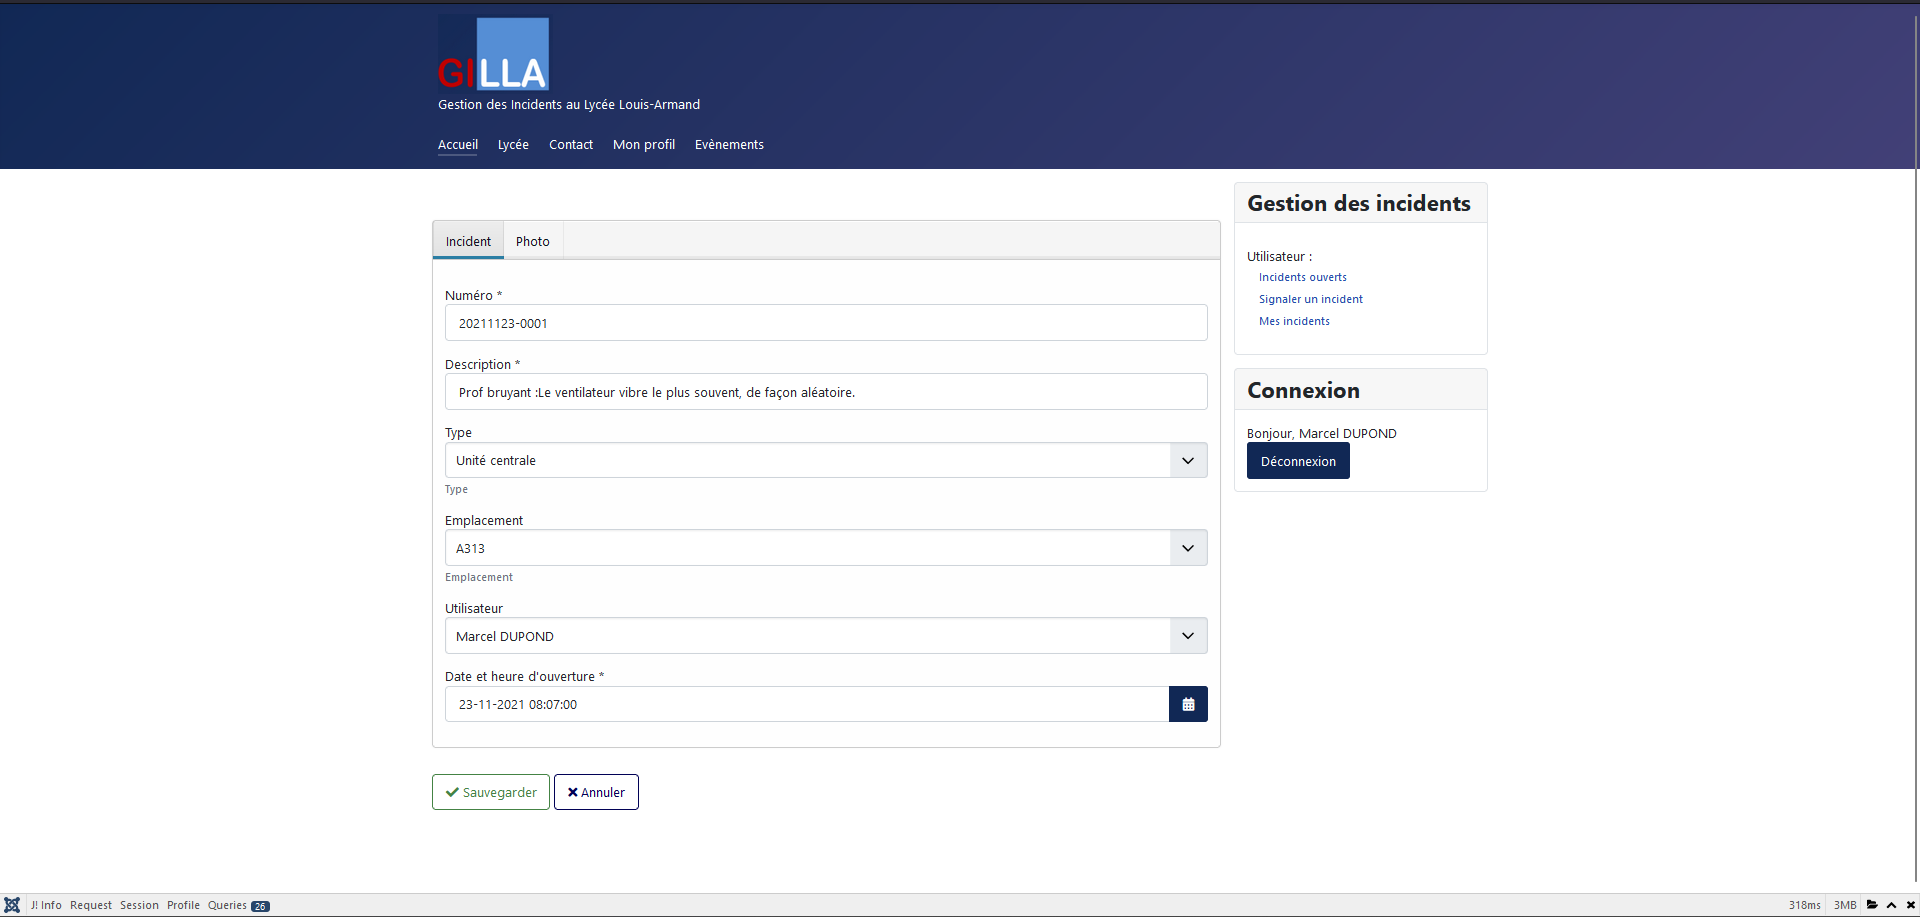 GILLA
Gestion des Incidents au Lycée Louis-Armand
Accueil Lycée Contact Mon profil Evènements
Incident Photo
Numéro *
20211123-0001
Description *
Prof bruyant :Le ventilateur vibre le plus souvent, de façon aléatoire.
Type
Unité centrale
Type
Emplacement
A313
Emplacement
Utilisateur
Marcel DUPOND
Date et heure d'ouverture *
23-11-2021 08:07:00
Sauvegarder Annuler
Gestion des incidents
Utilisateur :
Incidents ouverts
Signaler un incident
Mes incidents
Connexion
Bonjour, Marcel DUPOND
Déconnexion
J! Info Request Session Profile Queries 26 318ms 3MB